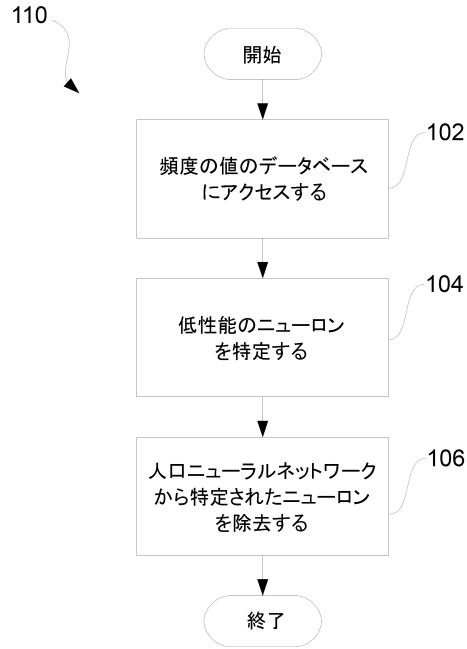 110
開始
頻度の値のデータベース
にアクセスする
102
低性能のニューロン
を特定する
104
人口ニューラルネットワーク
から特定されたニューロン
を除去する
106
終了